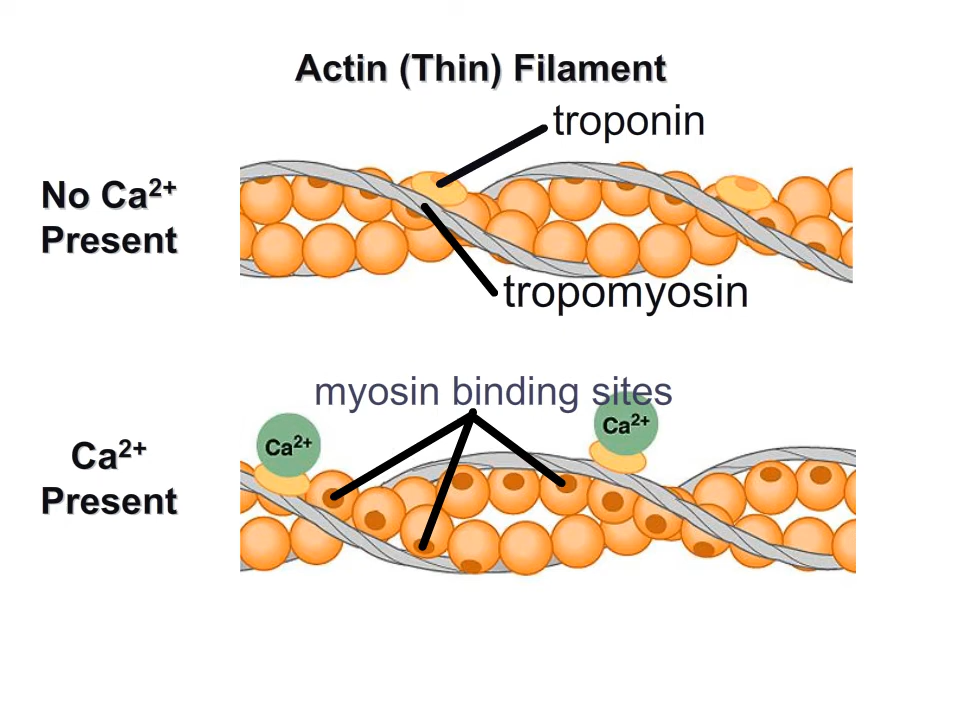 Actin (Thin) Filament
troponin
No Ca²⁺
Present
tropomyosin
myosin binding sites
Ca²⁺
Ca²⁺
Ca²⁺
Present